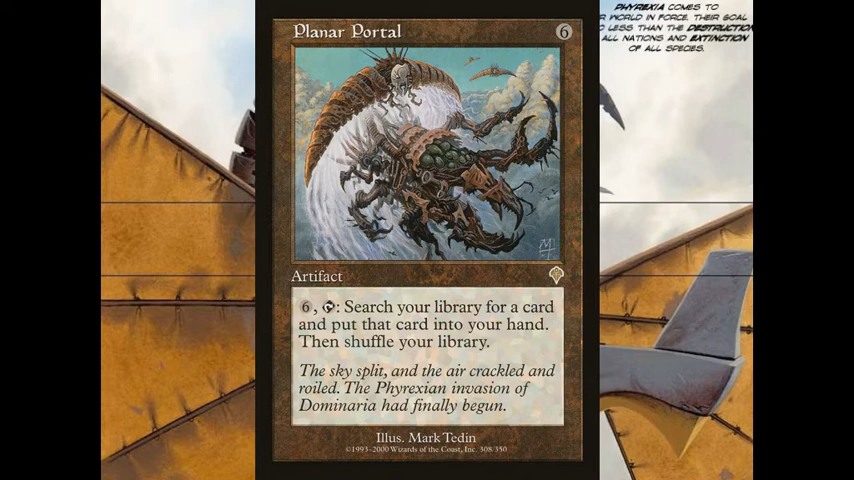 PHYREXIA COMES TO
R WORLD IN FORCE. THEIR GOAL
LESS THAN THE DESTRUCTION
ALL NATIONS AND EXTINCTION
OF ALL SPECIES.
Planar Portal 6
Artifact
6, : Search your library for a card
and put that card into your hand.
Then shuffle your library.
The sky split, and the air crackled and
roiled. The Phyrexian invasion of
Dominaria had finally begun.
Illus. Mark Tedin
©1993-2000 Wizards of the Coast, Inc. 308/350